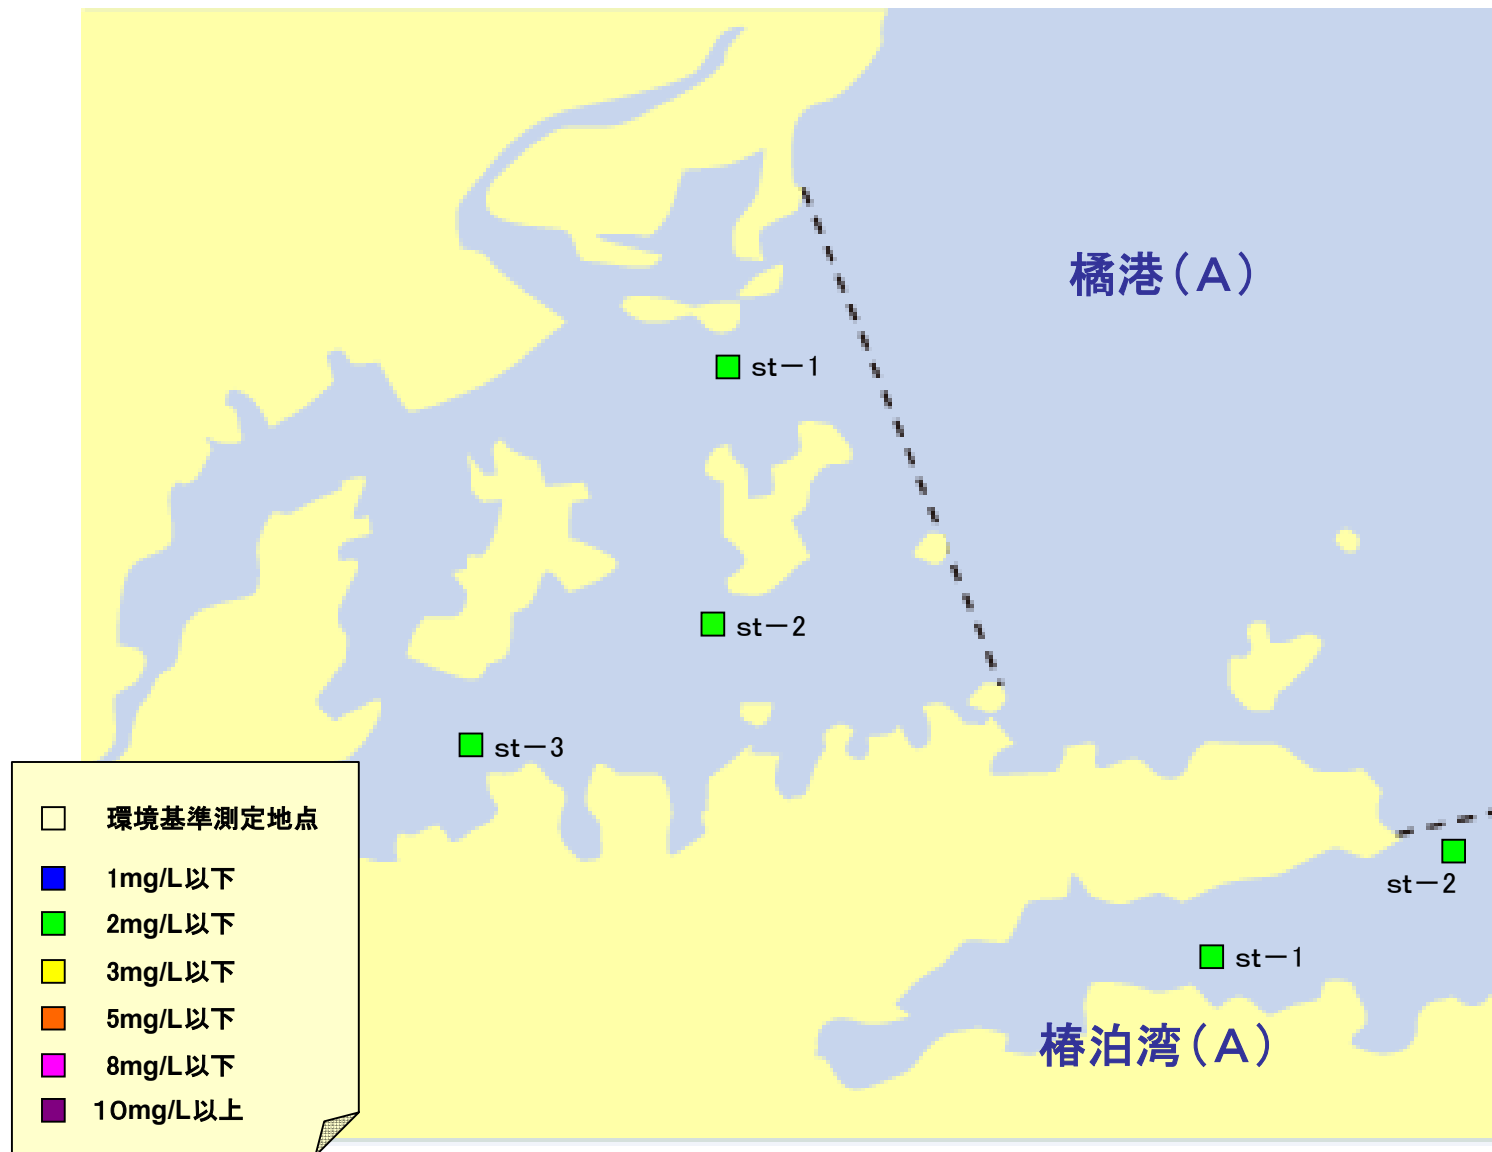 橘港(A)
st-1
st-2
st-3
st-2
st-1
椿泊湾(A)
環境基準測定地点
1mg/L以下
2mg/L以下
3mg/L以下
5mg/L以下
8mg/L以下
10mg/L以上